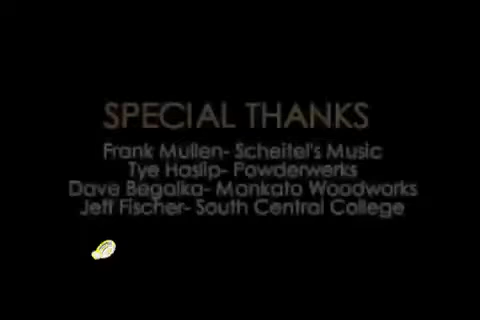 SPECIAL THANKS
Frank Mullen- Scheitel's Music
Tye Haslip- Powderwerks
Dave Begalka- Mankato Woodworks
Jeff Fischer- South Central College